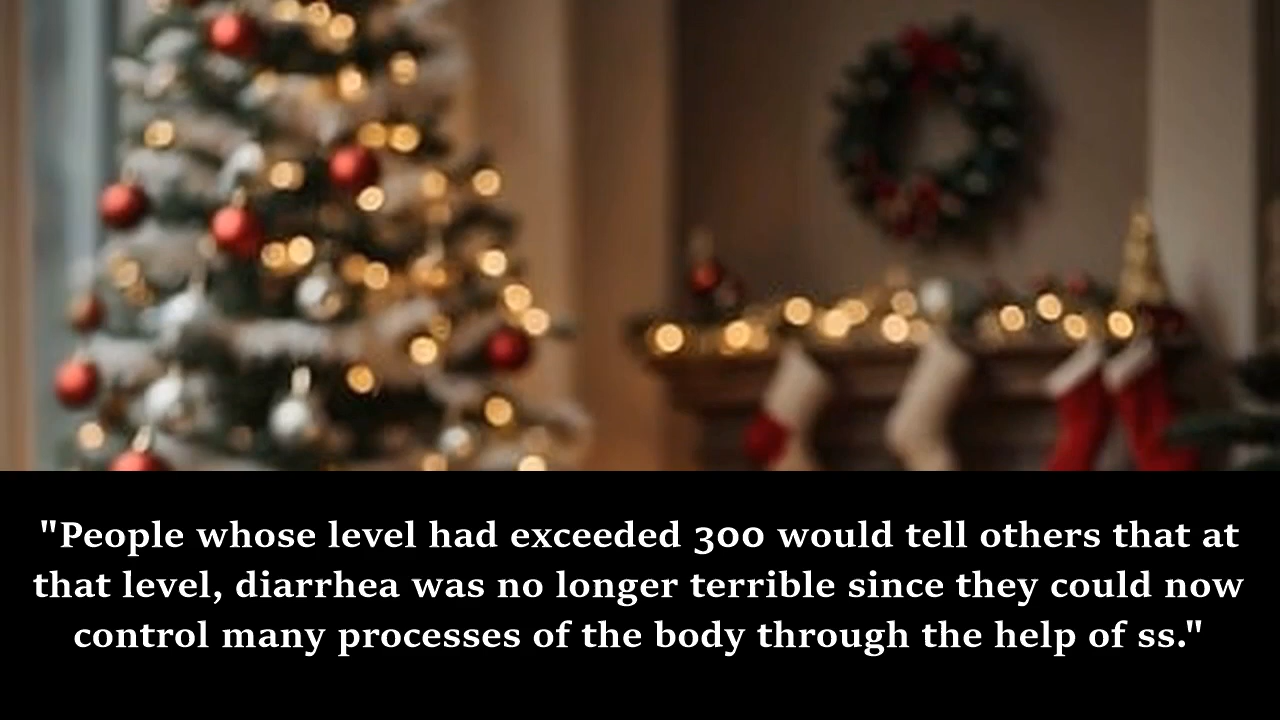 "People whose level had exceeded 300 would tell others that at
that level, diarrhea was no longer terrible since they could now
control many processes of the body through the help of ss."